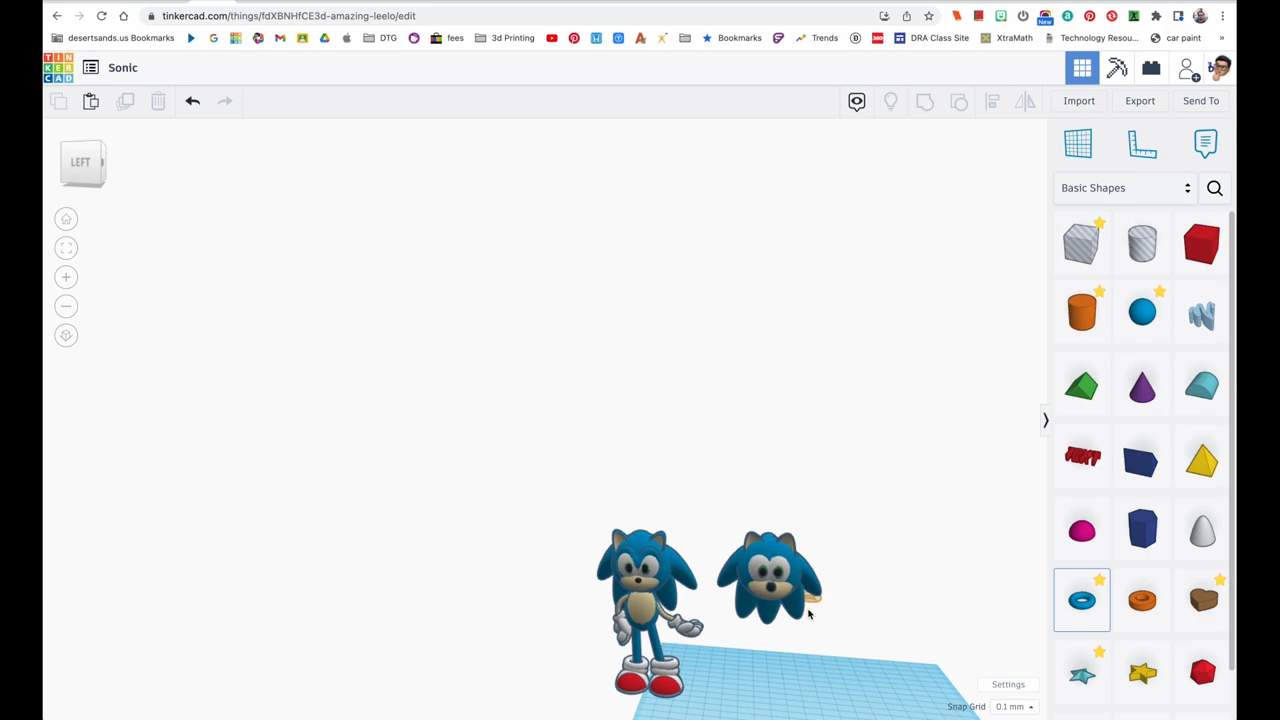 tinkercad.com/things/fdXBNHfCE3d-amazing-leelo/edit
New
desertsands.us Bookmarks
DTG
fees
3d Printing
Bookmarks
Trends
DRA Class Site
XtraMath
Technology Resou...
car paint
TIN
KER
CAD
Sonic
Import
Export
Send To
LEFT
Basic Shapes
TEXT
Settings
Snap Grid
0.1 mm